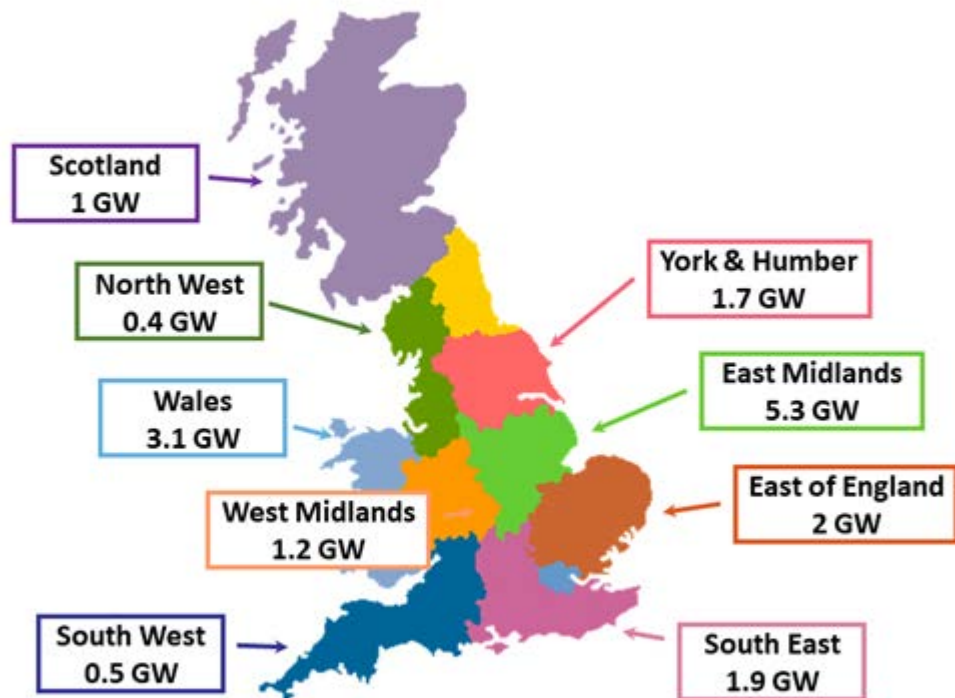 Scotland
1 GW
North West
0.4 GW
York & Humber
1.7 GW
Wales
3.1 GW
East Midlands
5.3 GW
West Midlands
1.2 GW
East of England
2 GW
South West
0.5 GW
South East
1.9 GW